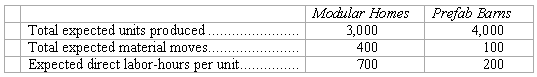 Modular Homes Prefab Barns
Total expected units produced ........................ 3,000 4,000
Total expected material moves...................... 400 100
Expected direct labor-hours per unit............... 700 200